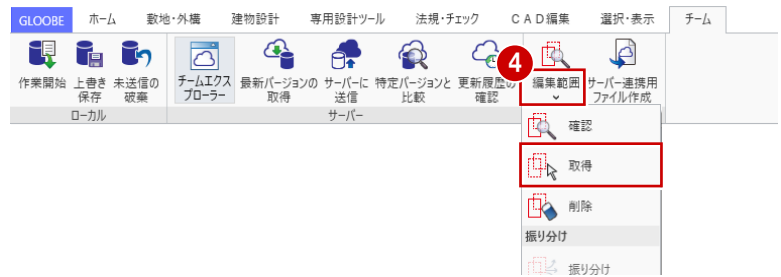 GLOOBE ホーム 敷地・外構 建物設計 専用設計ツール 法規・チェック CAD編集 選択・表示 チーム
4
作業開始 上書き保存 未送信の破棄 チームエクスプローラー 最新バージョンの取得 サーバーに送信 特定バージョンと比較 更新履歴の確認 編集範囲 サーバー連携用ファイル作成
ローカル サーバー
確認
取得
削除
振り分け
振り分け